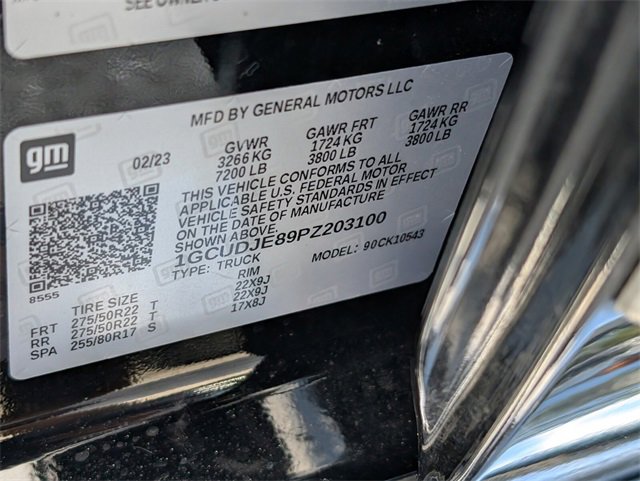 SEE OWNER
MFD BY GENERAL MOTORS LLC
gm
02/23
GVWR GAWR FRT GAWR RR
3266 KG 1724 KG 1724 KG
7200 LB 3800 LB 3800 LB
THIS VEHICLE CONFORMS TO ALL
APPLICABLE U.S. FEDERAL MOTOR
VEHICLE SAFETY STANDARDS IN EFFECT
ON THE DATE OF MANUFACTURE
SHOWN ABOVE.
1GCUDJE89PZ203100
TYPE: TRUCK MODEL: 90CK10543
8555
TIRE SIZE RIM
FRT 275/50R22 T 22X9J
RR 275/50R22 T 22X9J
SPA 255/80R17 S 17X8J